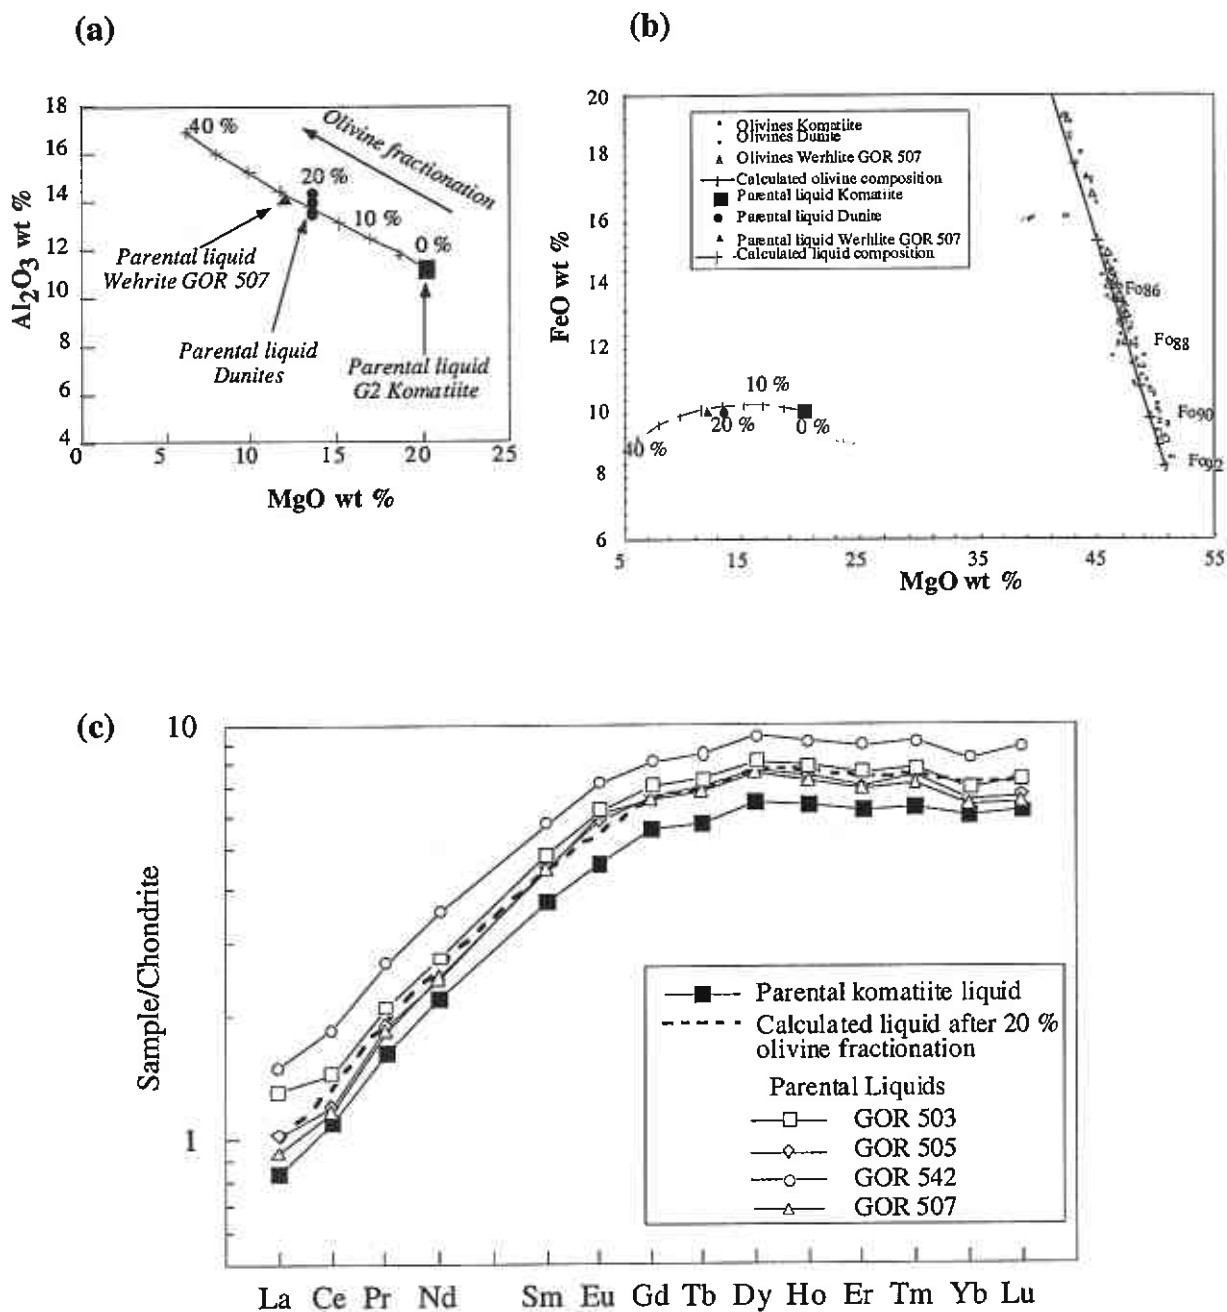 (a)
18
16
14
12
10
8
6
4
0
5
10
15
20
25
40 %
20 %
10 %
0 %
Olivine fractionation
Parental liquid
Wehrite GOR 507
Parental liquid
Dunites
Parental liquid
G2 Komatiite
Al2O3 wt %
MgO wt %
(b)
20
18
16
14
12
10
8
6
5
15
25
35
45
55
Olivines Komatiite
Olivines Dunite
Olivines Werhlite GOR 507
Calculated olivine composition
Parental liquid Komatiite
Parental liquid Dunite
Parental liquid Werhlite GOR 507
Calculated liquid composition
Fo86
Fo88
Fo90
Fo92
10 %
20 %
0 %
40 %
FeO wt %
MgO wt %
(c)
10
1
Sample/Chondrite
Parental komatiite liquid
Calculated liquid after 20 %
olivine fractionation
Parental Liquids
GOR 503
GOR 505
GOR 542
GOR 507
La Ce Pr Nd Sm Eu Gd Tb Dy Ho Er Tm Yb Lu